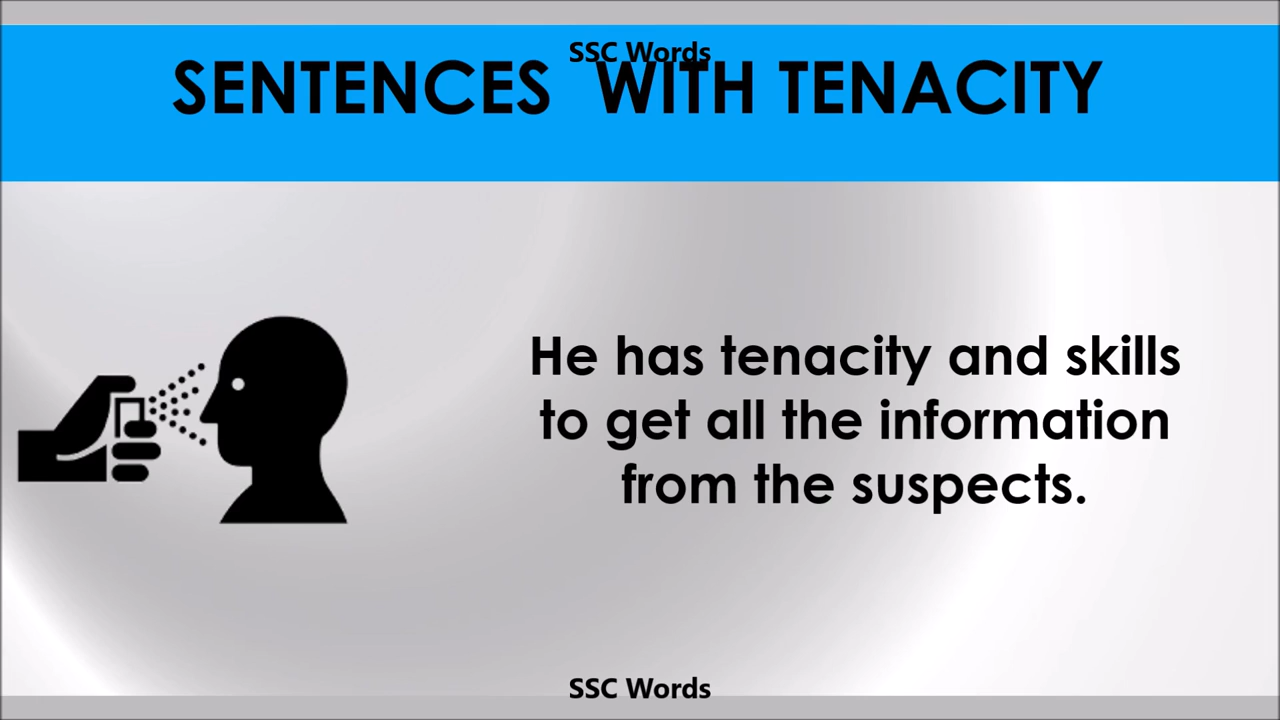 SSC Words
SENTENCES WITH TENACITY
He has tenacity and skills
to get all the information
from the suspects.
SSC Words